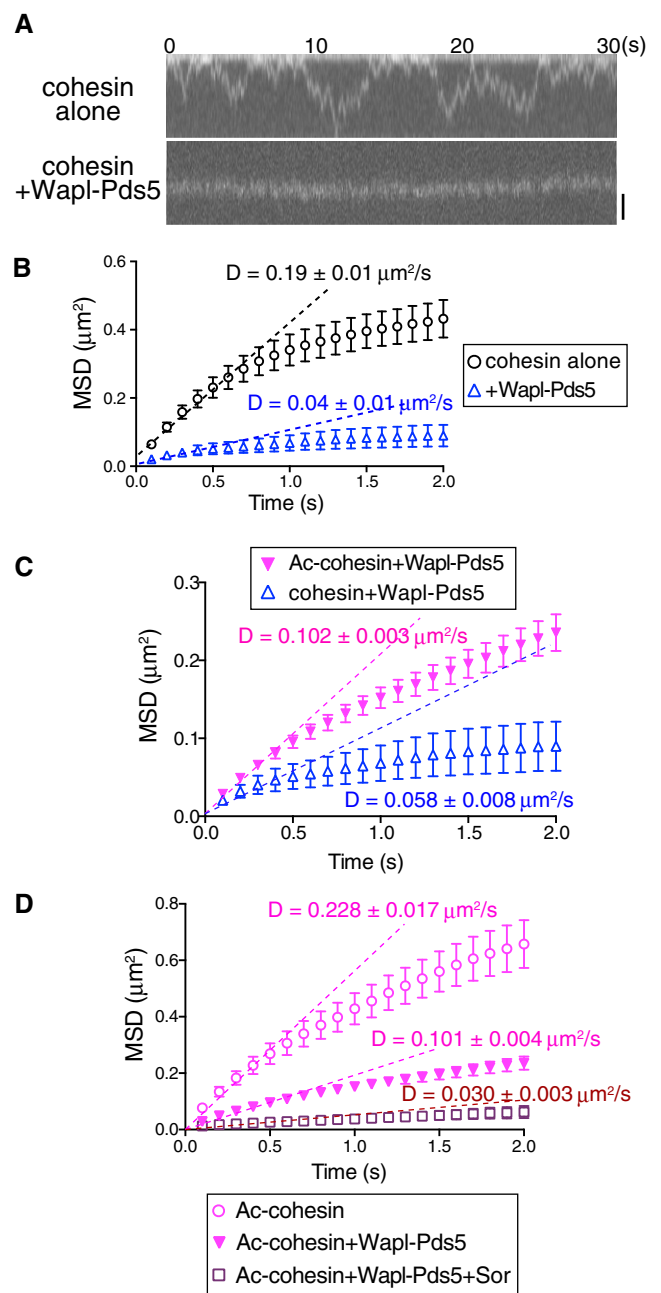 A
0 10 20 30(s)
cohesin
alone
cohesin
+Wapl-Pds5
B
0.6
D = 0.19 ± 0.01 μm²/s
0.4
MSD (μm²)
cohesin alone
+Wapl-Pds5
0.2
D = 0.04 ± 0.01 μm²/s
0.0
0.0 0.5 1.0 1.5 2.0
Time (s)
C
Ac-cohesin+Wapl-Pds5
cohesin+Wapl-Pds5
0.3
D = 0.102 ± 0.003 μm²/s
0.2
MSD (μm²)
0.1
D = 0.058 ± 0.008 μm²/s
0.0
0.0 0.5 1.0 1.5 2.0
Time (s)
D
0.8
D = 0.228 ± 0.017 μm²/s
0.6
MSD (μm²)
0.4
D = 0.101 ± 0.004 μm²/s
0.2
D = 0.030 ± 0.003 μm²/s
0.0
0.0 0.5 1.0 1.5 2.0
Time (s)
Ac-cohesin
Ac-cohesin+Wapl-Pds5
Ac-cohesin+Wapl-Pds5+Sor